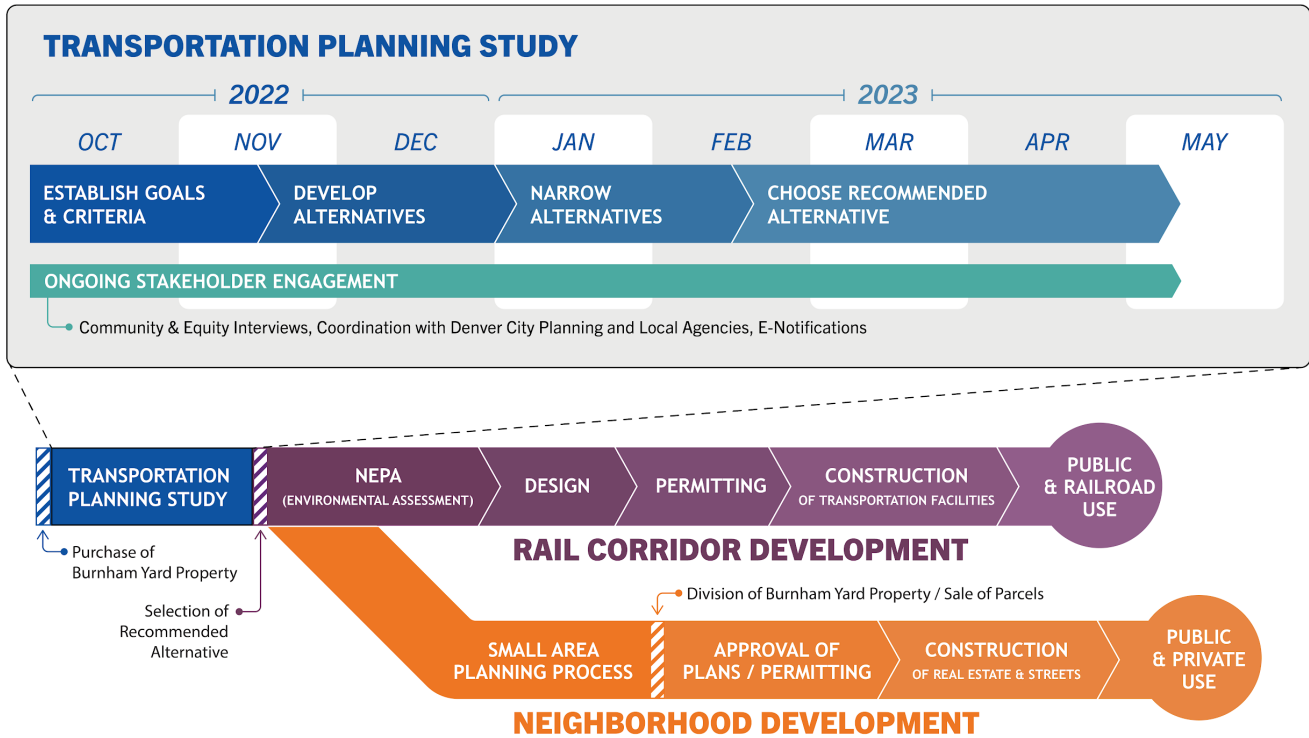 TRANSPORTATION PLANNING STUDY
2022
2023
OCT
NOV
DEC
JAN
FEB
MAR
APR
MAY
ESTABLISH GOALS
& CRITERIA
DEVELOP
ALTERNATIVES
NARROW
ALTERNATIVES
CHOOSE RECOMMENDED
ALTERNATIVE
ONGOING STAKEHOLDER ENGAGEMENT
Community & Equity Interviews, Coordination with Denver City Planning and Local Agencies, E-Notifications
TRANSPORTATION
PLANNING STUDY
NEPA
(ENVIRONMENTAL ASSESSMENT)
DESIGN
PERMITTING
CONSTRUCTION
OF TRANSPORTATION FACILITIES
PUBLIC
& RAILROAD
USE
Purchase of
Burnham Yard Property
RAIL CORRIDOR DEVELOPMENT
Selection of
Recommended
Alternative
Division of Burnham Yard Property / Sale of Parcels
SMALL AREA
PLANNING PROCESS
APPROVAL OF
PLANS / PERMITTING
CONSTRUCTION
OF REAL ESTATE & STREETS
PUBLIC
& PRIVATE
USE
NEIGHBORHOOD DEVELOPMENT